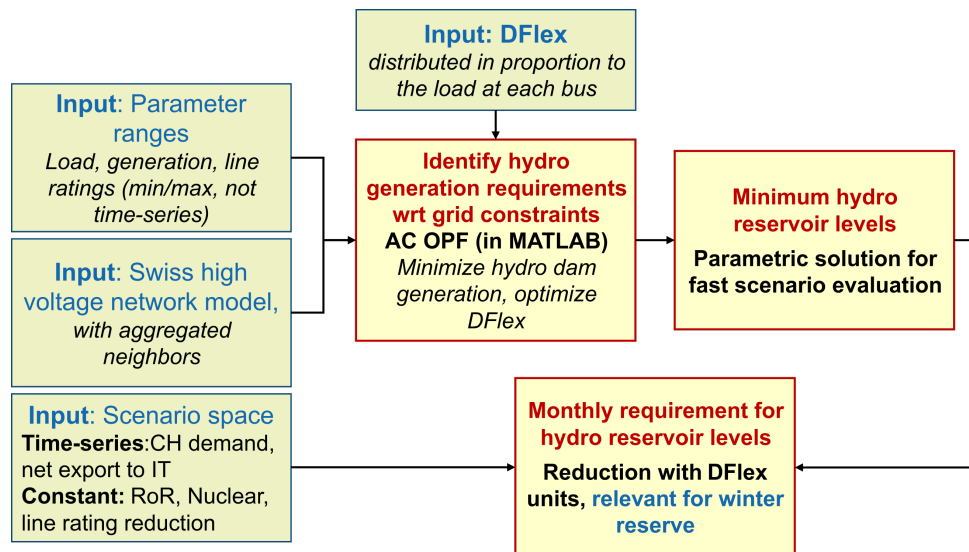 Input: DFlex
distributed in proportion to
the load at each bus
Input: Parameter
ranges
Load, generation, line
ratings (min/max, not
time-series)
Input: Swiss high
voltage network model,
with aggregated
neighbors
Identify hydro
generation requirements
wrt grid constraints
AC OPF (in MATLAB)
Minimize hydro dam
generation, optimize
DFlex
Minimum hydro
reservoir levels
Parametric solution for
fast scenario evaluation
Input: Scenario space
Time-series:CH demand,
net export to IT
Constant: RoR, Nuclear,
line rating reduction
Monthly requirement for
hydro reservoir levels
Reduction with DFlex
units, relevant for winter
reserve